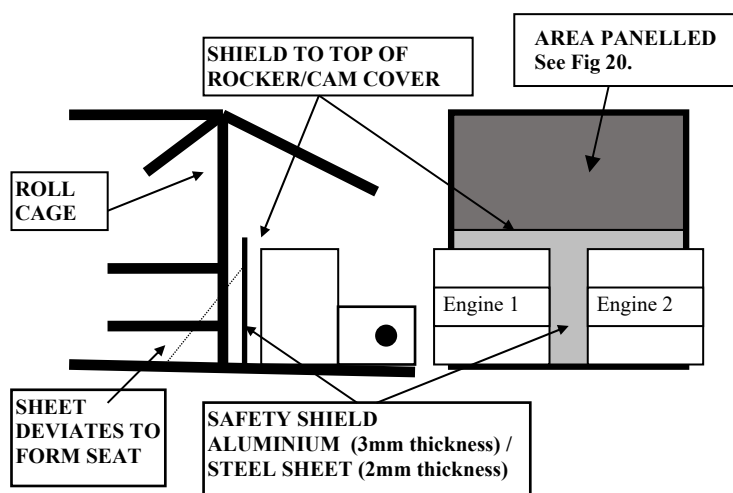 SHIELD TO TOP OF
ROCKER/CAM COVER
AREA PANELLED
See Fig 20.
ROLL
CAGE
Engine 1
Engine 2
SHEET
DEVIATES TO
FORM SEAT
SAFETY SHIELD
ALUMINIUM (3mm thickness) /
STEEL SHEET (2mm thickness)